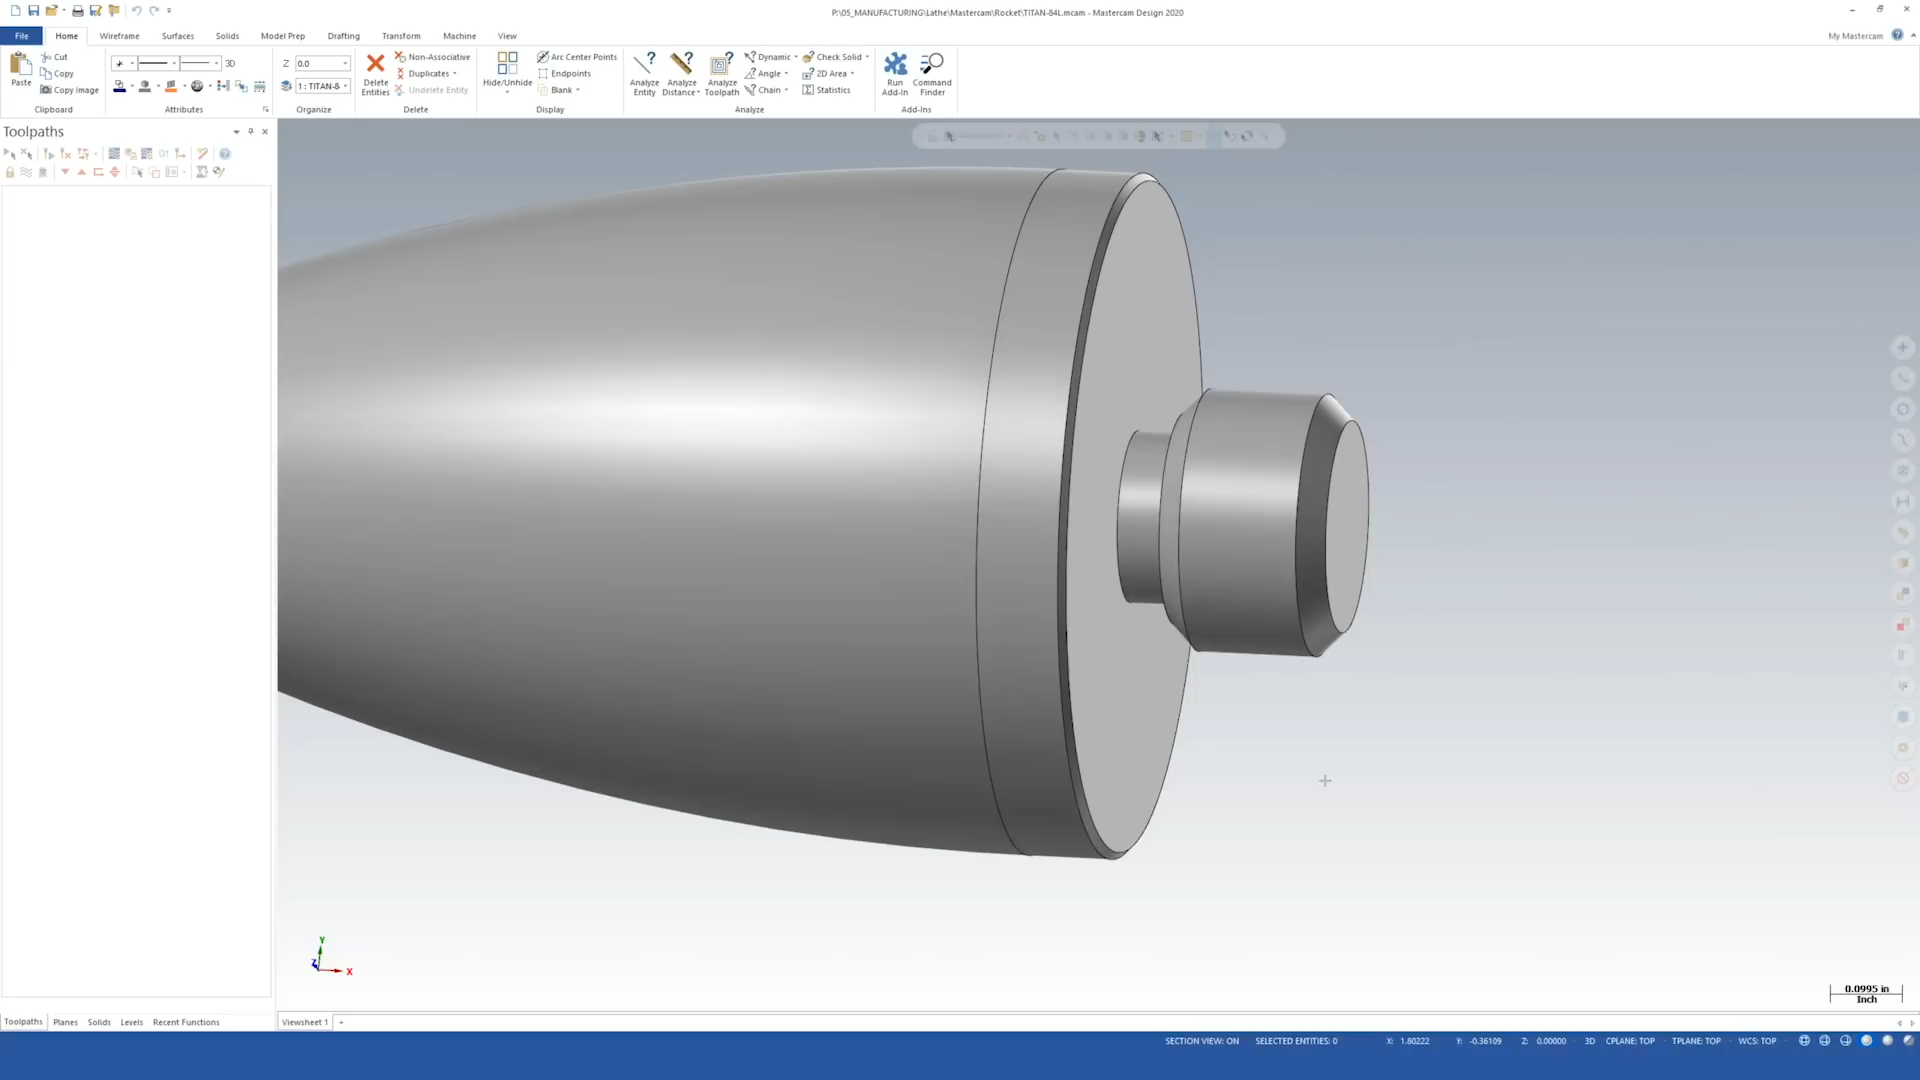 P:\05_MANUFACTURING\Lathe\Mastercam\Rocket\TITAN-84L.mcam - Mastercam Design 2020
File Home Wireframe Surfaces Solids Model Prep Drafting Transform Machine View My Mastercam
Paste
Cut
Copy
Copy Image
Clipboard
3D
Attributes
Z 0.0
1 : TITAN-8
Organize
Delete Entities
Non-Associative
Duplicates
Undelete Entity
Delete
Hide/Unhide
Arc Center Points
Endpoints
Blank
Display
Analyze Entity
Analyze Distance
Analyze Toolpath
Dynamic
Angle
Chain
Check Solid
2D Area
Statistics
Analyze
Run Add-In
Command Finder
Add-Ins
Toolpaths
G1
Y
Z
X
0.0995 in
Inch
Toolpaths Planes Solids Levels Recent Functions
Viewsheet 1 +
SECTION VIEW: ON SELECTED ENTITIES: 0 X: 1.80222 Y: -0.36109 Z: 0.00000 3D CPLANE: TOP TPLANE: TOP WCS: TOP